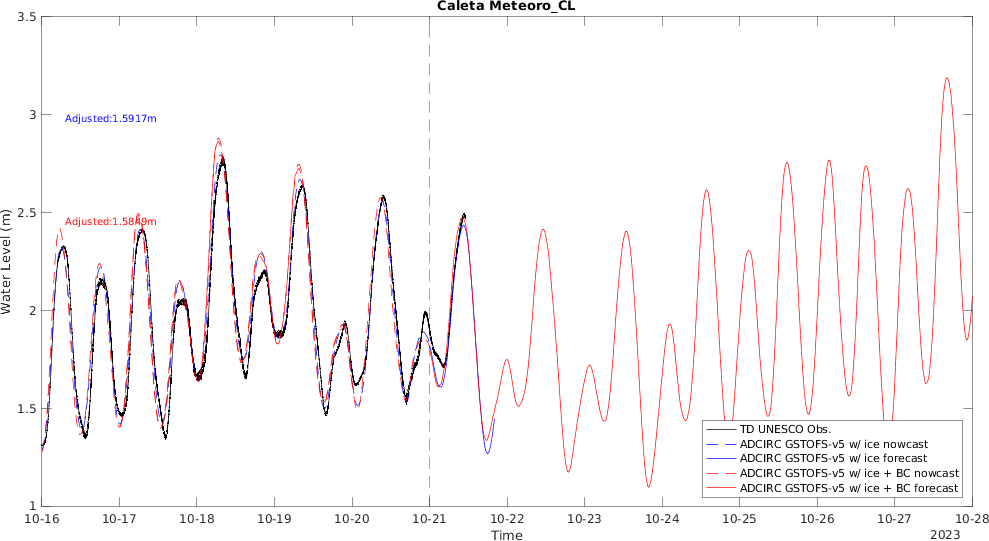 Caleta Meteoro_CL
3.5
3
2.5
2
1.5
1
Water Level (m)
Adjusted:1.5917m
Adjusted:1.5849m
TD UNESCO Obs.
ADCIRC GSTOFS-v5 w/ ice nowcast
ADCIRC GSTOFS-v5 w/ ice forecast
ADCIRC GSTOFS-v5 w/ ice + BC nowcast
ADCIRC GSTOFS-v5 w/ ice + BC forecast
10-16 10-17 10-18 10-19 10-20 10-21 10-22 10-23 10-24 10-25 10-26 10-27 10-28
Time
2023